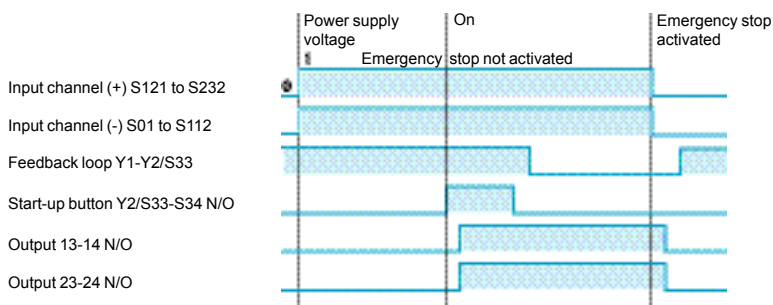 Power supply voltage
On
Emergency stop activated
1
Emergency stop not activated
0
Input channel (+) S121 to S232
Input channel (-) S01 to S112
Feedback loop Y1-Y2/S33
Start-up button Y2/S33-S34 N/O
Output 13-14 N/O
Output 23-24 N/O